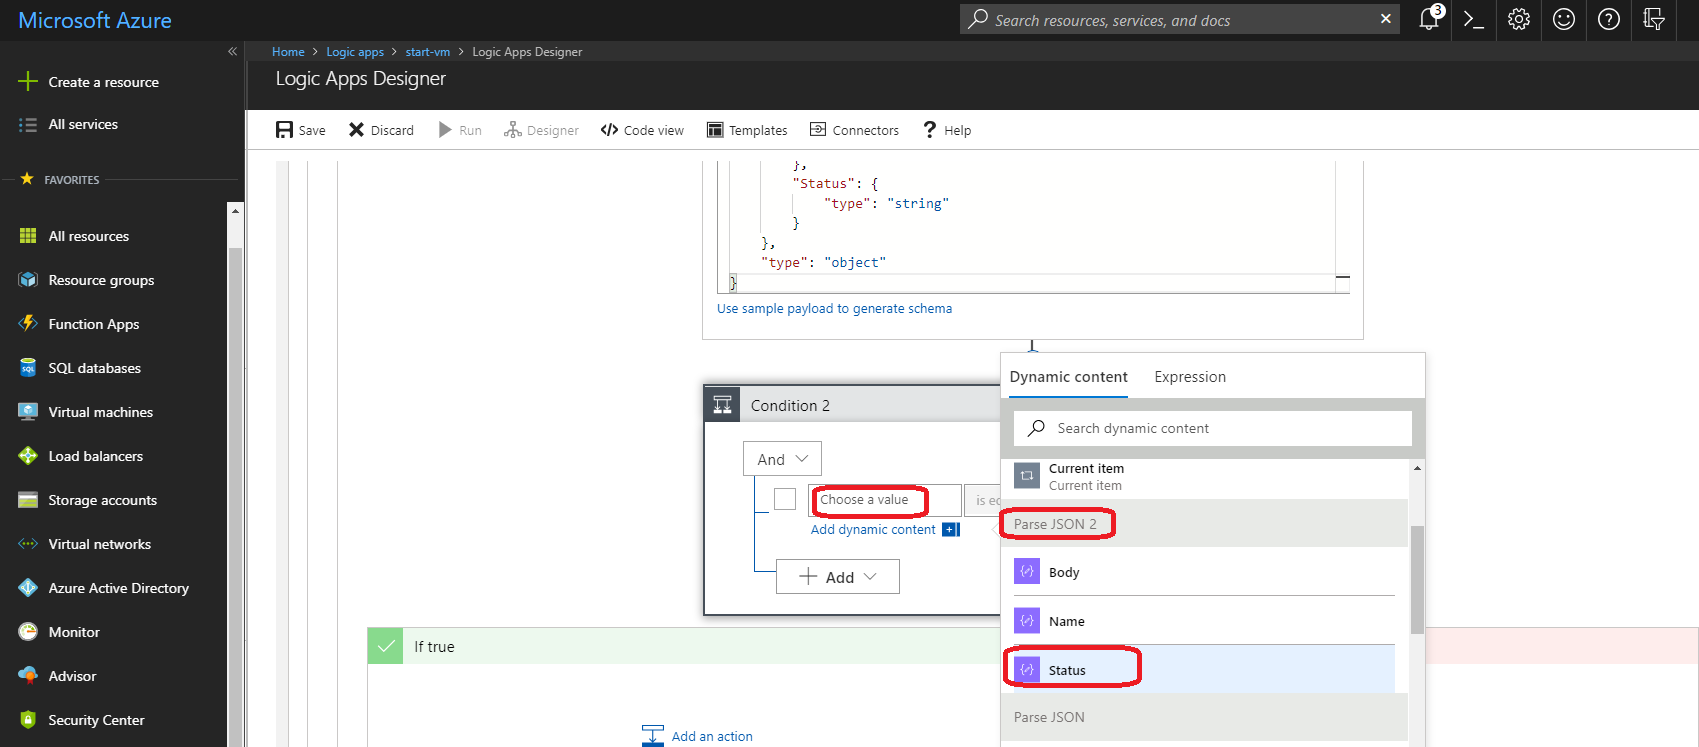 Microsoft Azure
Search resources, services, and docs
3
Home > Logic apps > start-vm > Logic Apps Designer
Logic Apps Designer
Create a resource
All services
FAVORITES
All resources
Resource groups
Function Apps
SQL databases
Virtual machines
Load balancers
Storage accounts
Virtual networks
Azure Active Directory
Monitor
Advisor
Security Center
Save
Discard
Run
Designer
Code view
Templates
Connectors
Help
},
"Status": {
"type": "string"
}
},
"type": "object"
}
Use sample payload to generate schema
Condition 2
And
Choose a value
Add dynamic content
Add
If true
Add an action
Dynamic content
Expression
Search dynamic content
Current item
Current item
Parse JSON 2
Body
Name
Status
Parse JSON